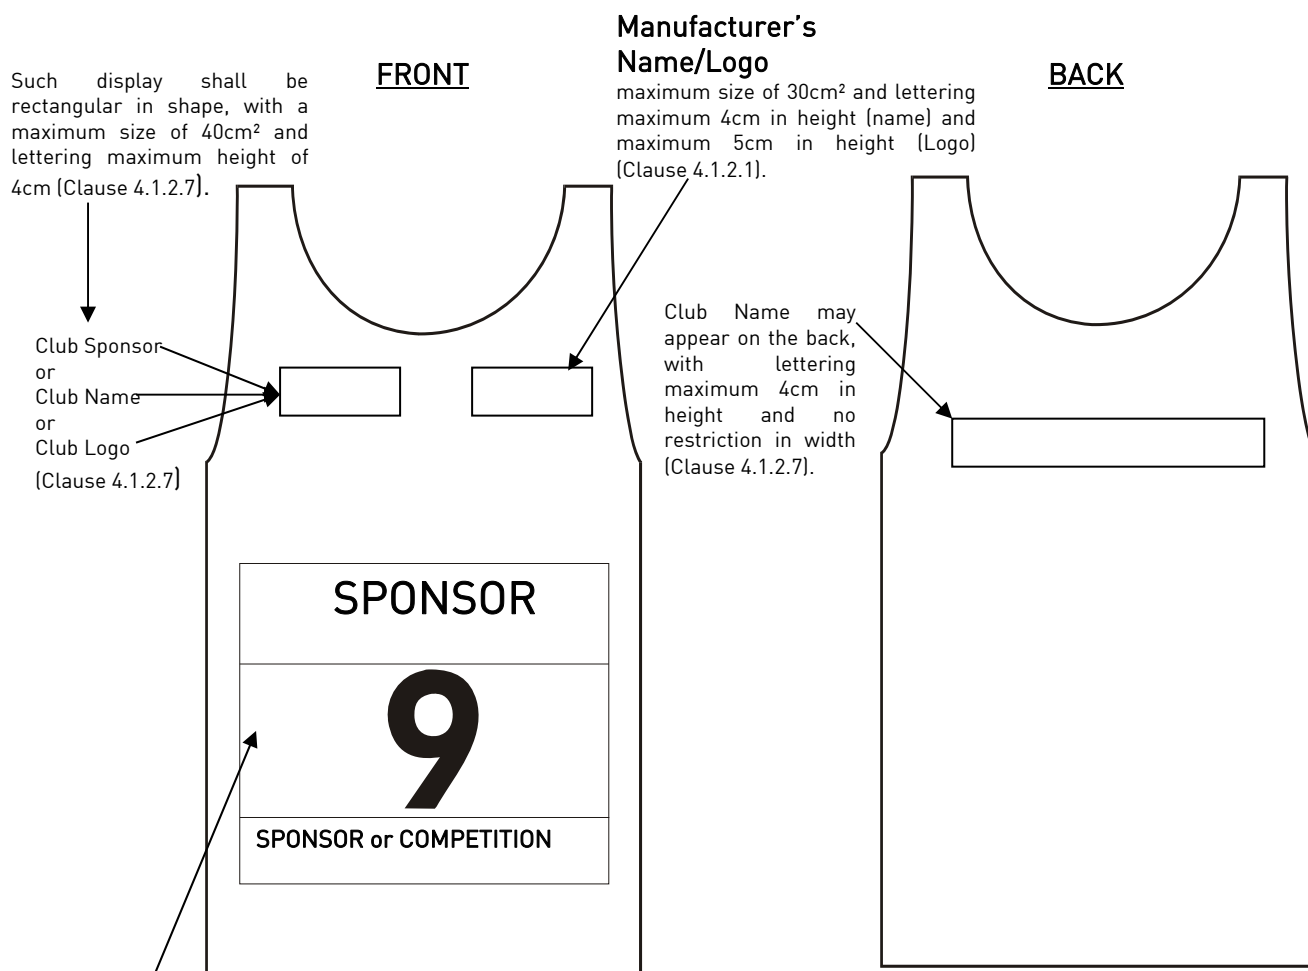 FRONT
Such display shall be
rectangular in shape, with a
maximum size of 40cm² and
lettering maximum height of
4cm (Clause 4.1.2.7).
Manufacturer’s
Name/Logo
maximum size of 30cm² and lettering
maximum 4cm in height (name) and
maximum 5cm in height (Logo)
(Clause 4.1.2.1).
BACK
Club Sponsor
or
Club Name
or
Club Logo
(Clause 4.1.2.7)
Club Name may
appear on the back,
with lettering
maximum 4cm in
height and no
restriction in width
(Clause 4.1.2.7).
SPONSOR
9
SPONSOR or COMPETITION